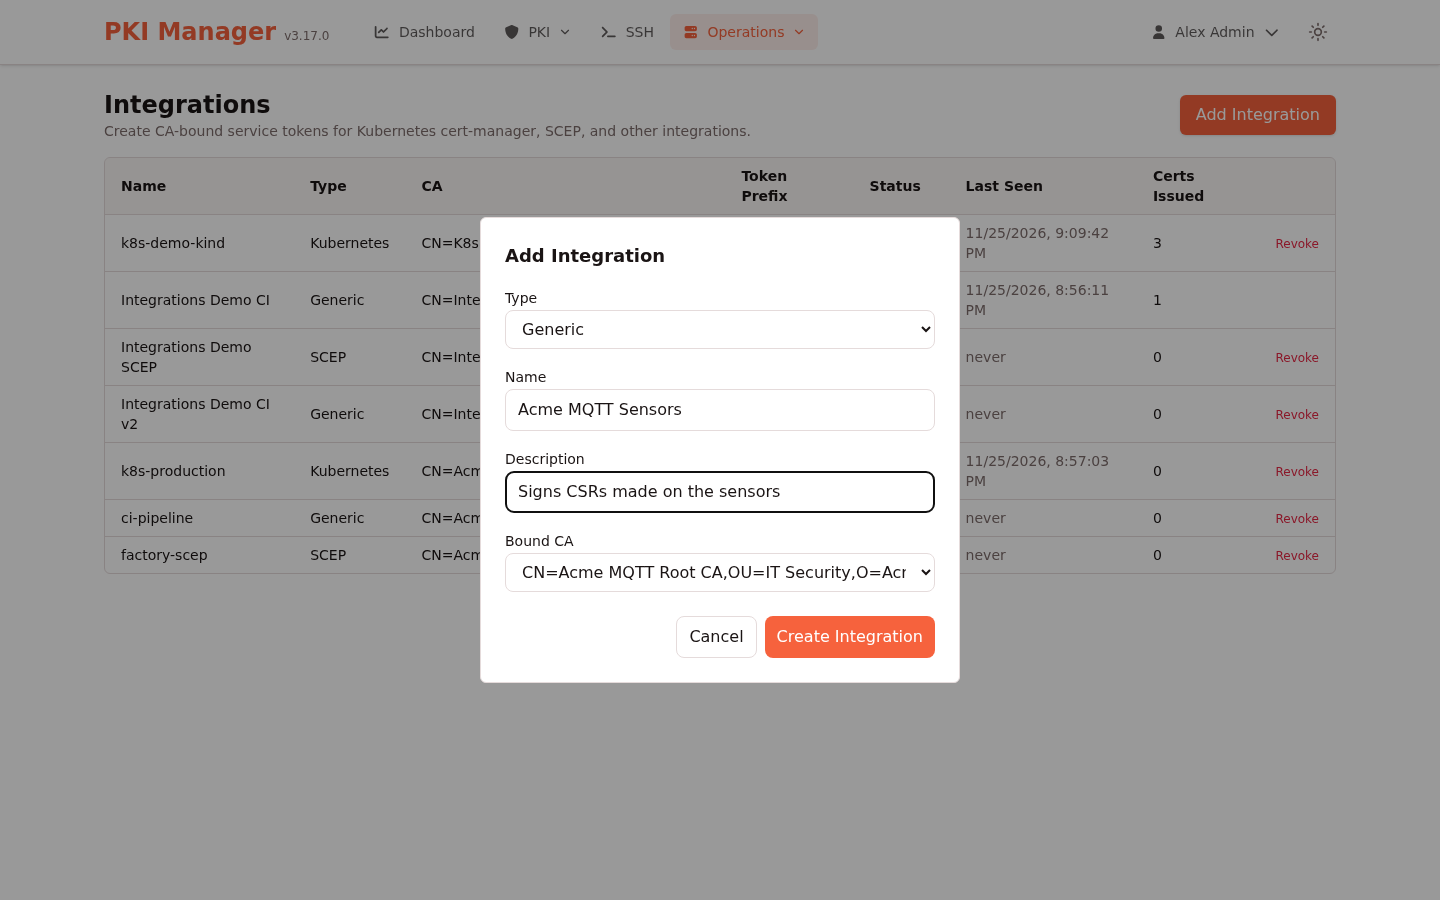 PKI Manager v3.17.0 Dashboard PKI SSH Operations Alex Admin
Integrations
Create CA-bound service tokens for Kubernetes cert-manager, SCEP, and other integrations.
Add Integration
Name Type CA Token Prefix Status Last Seen Certs Issued
k8s-demo-kind Kubernetes CN=K8s 11/25/2026, 9:09:42 PM 3 Revoke
Integrations Demo CI Generic CN=Inte 11/25/2026, 8:56:11 PM 1
Integrations Demo SCEP SCEP CN=Inte never 0 Revoke
Integrations Demo CI v2 Generic CN=Inte never 0 Revoke
k8s-production Kubernetes CN=Acm 11/25/2026, 8:57:03 PM 0 Revoke
ci-pipeline Generic CN=Acm never 0 Revoke
factory-scep SCEP CN=Acm never 0 Revoke
Add Integration
Type
Generic
Name
Acme MQTT Sensors
Description
Signs CSRs made on the sensors
Bound CA
CN=Acme MQTT Root CA,OU=IT Security,O=Acr
Cancel Create Integration